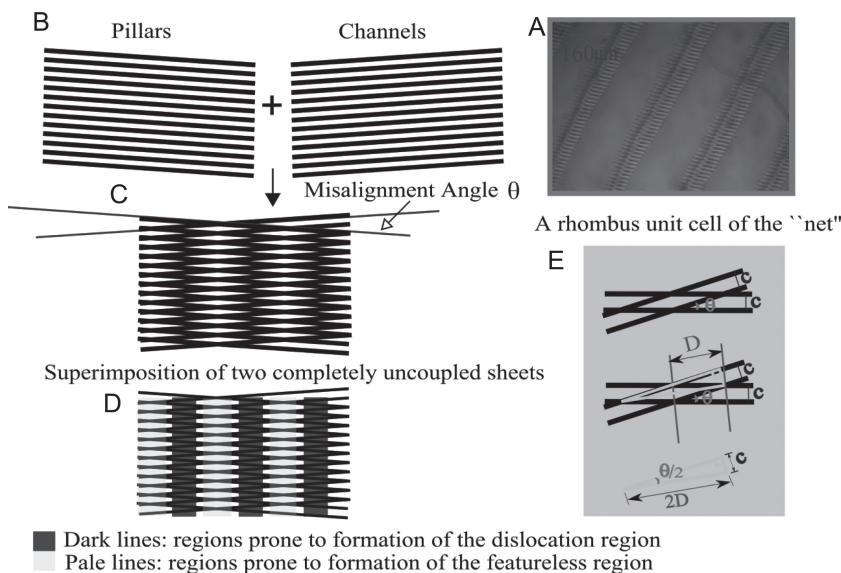 B
Pillars
Channels
A
160μm
+
Misalignment Angle θ
C
A rhombus unit cell of the ``net"
E
c
θ
c
Superimposition of two completely uncoupled sheets
D
D
c
θ
c
θ/2
c
2D
Dark lines: regions prone to formation of the dislocation region
Pale lines: regions prone to formation of the featureless region